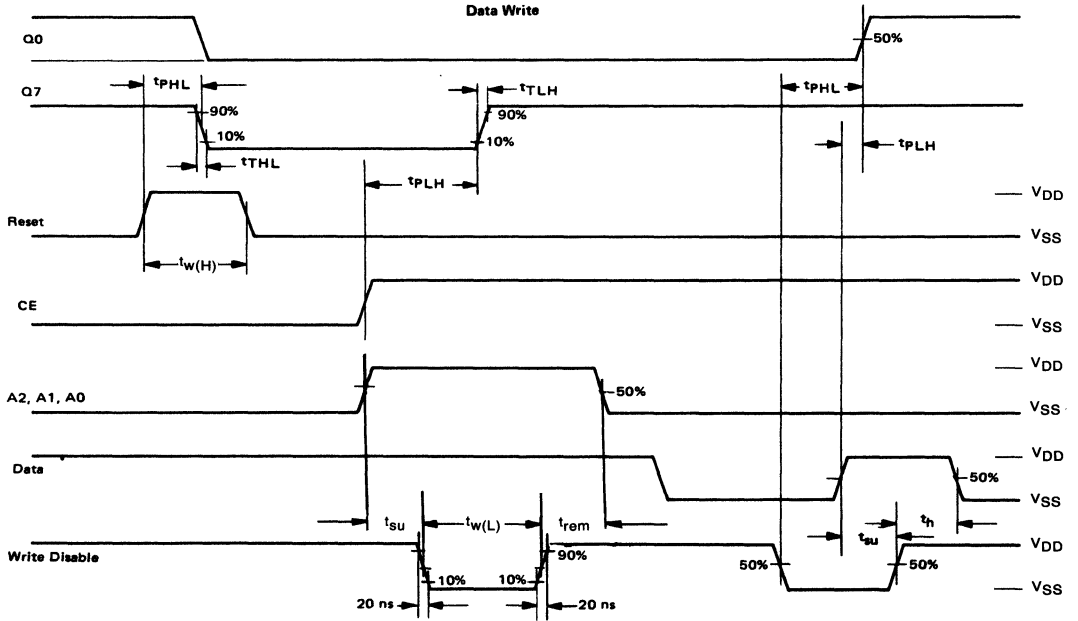 Data Write
Q0
50%
tPHL
tPHL
Q7
tTLH
90%
90%
10%
10%
tTHL
tPLH
tPLH
VDD
Reset
VSS
tw(H)
VDD
CE
VSS
VDD
A2, A1, A0
50%
VSS
VDD
Data
50%
VSS
tsu
tw(L)
trem
th
tsu
Write Disable
VDD
90%
50%
50%
10%
10%
VSS
20 ns
20 ns